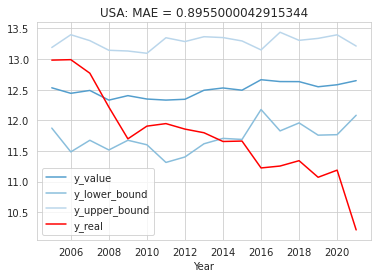 USA: MAE = 0.8955000042915344
13.5
13.0
12.5
12.0
11.5
11.0
10.5
y_value
y_lower_bound
y_upper_bound
y_real
2006 2008 2010 2012 2014 2016 2018 2020
Year